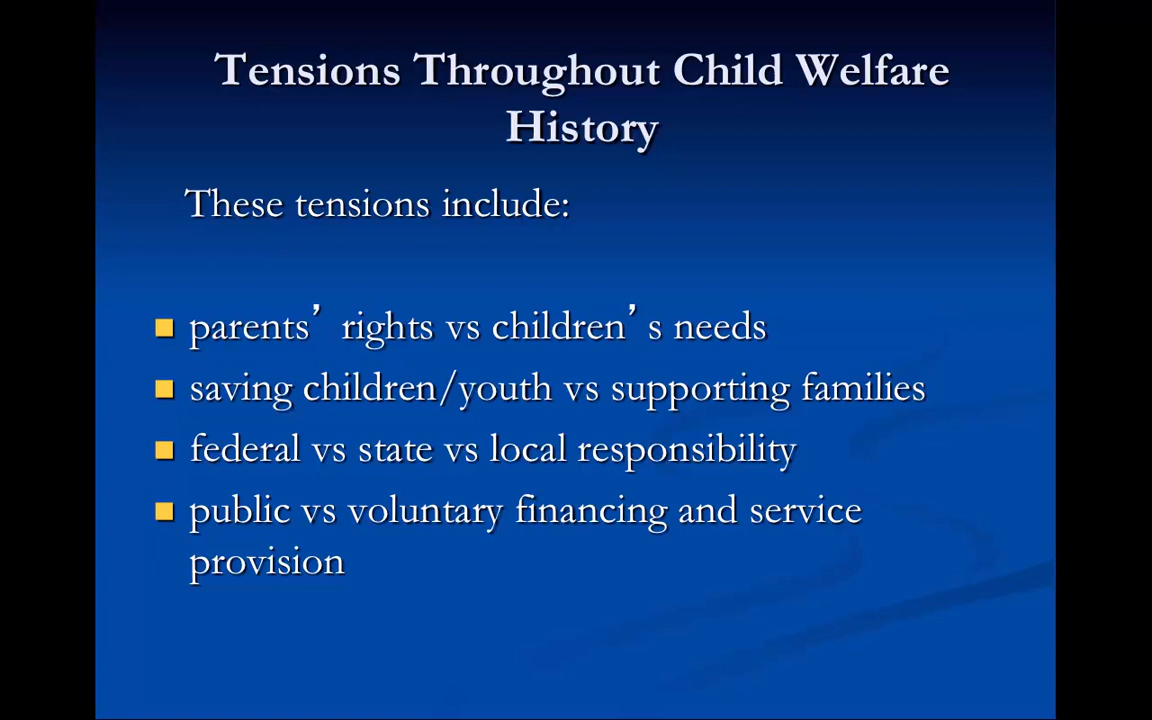 Tensions Throughout Child Welfare
History
These tensions include:
parents’ rights vs children’s needs
saving children/youth vs supporting families
federal vs state vs local responsibility
public vs voluntary financing and service
provision